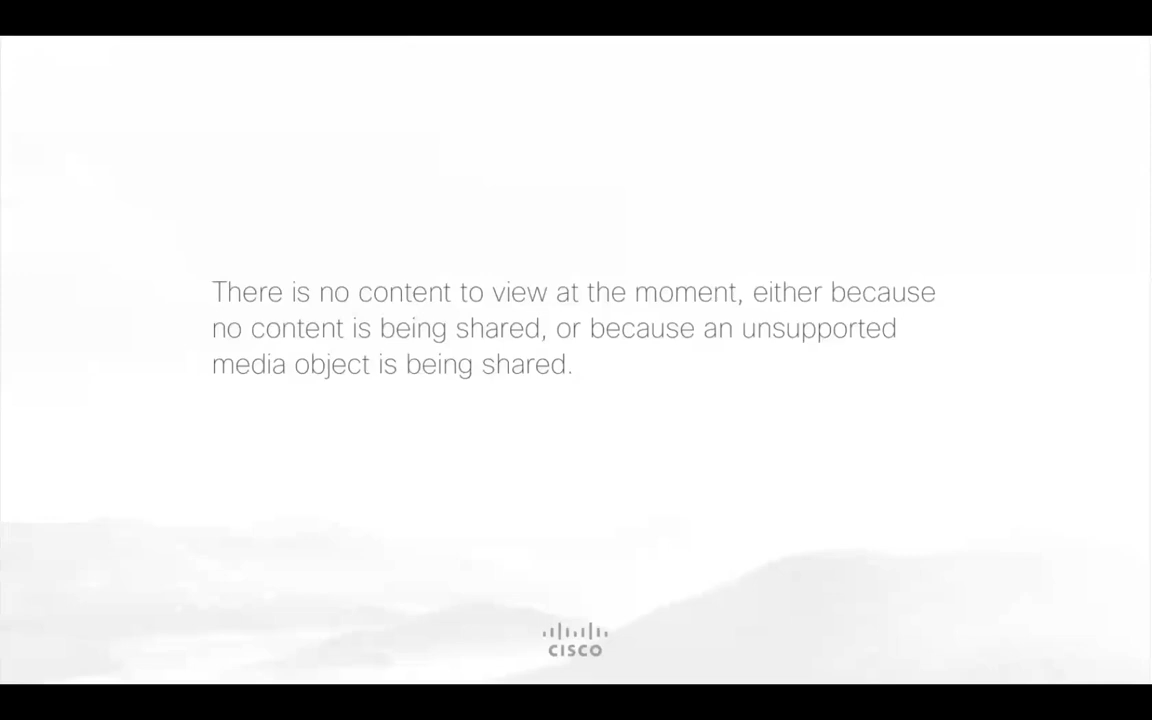 There is no content to view at the moment, either because
no content is being shared, or because an unsupported
media object is being shared.
CISCO